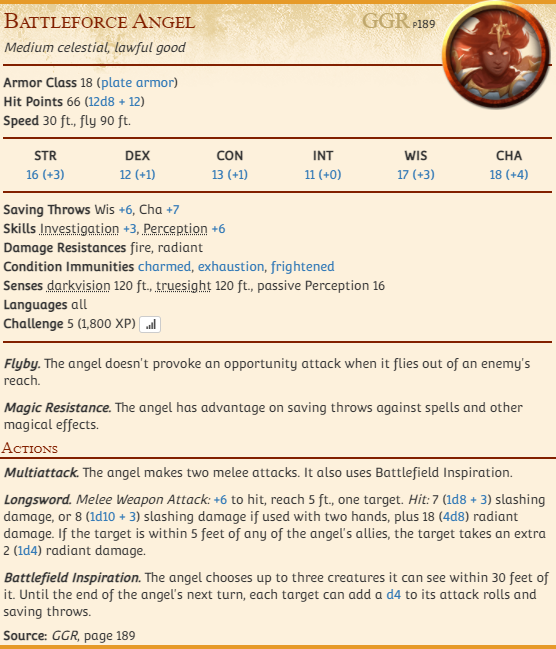 Battleforce Angel GGR p189
Medium celestial, lawful good
Armor Class 18 (plate armor)
Hit Points 66 (12d8 + 12)
Speed 30 ft., fly 90 ft.
STR DEX CON INT WIS CHA
16 (+3) 12 (+1) 13 (+1) 11 (+0) 17 (+3) 18 (+4)
Saving Throws Wis +6, Cha +7
Skills Investigation +3, Perception +6
Damage Resistances fire, radiant
Condition Immunities charmed, exhaustion, frightened
Senses darkvision 120 ft., truesight 120 ft., passive Perception 16
Languages all
Challenge 5 (1,800 XP)
Flyby. The angel doesn't provoke an opportunity attack when it flies out of an enemy's
reach.
Magic Resistance. The angel has advantage on saving throws against spells and other
magical effects.
Actions
Multiattack. The angel makes two melee attacks. It also uses Battlefield Inspiration.
Longsword. Melee Weapon Attack: +6 to hit, reach 5 ft., one target. Hit: 7 (1d8 + 3) slashing
damage, or 8 (1d10 + 3) slashing damage if used with two hands, plus 18 (4d8) radiant
damage. If the target is within 5 feet of any of the angel's allies, the target takes an extra
2 (1d4) radiant damage.
Battlefield Inspiration. The angel chooses up to three creatures it can see within 30 feet of
it. Until the end of the angel's next turn, each target can add a d4 to its attack rolls and
saving throws.
Source: GGR, page 189